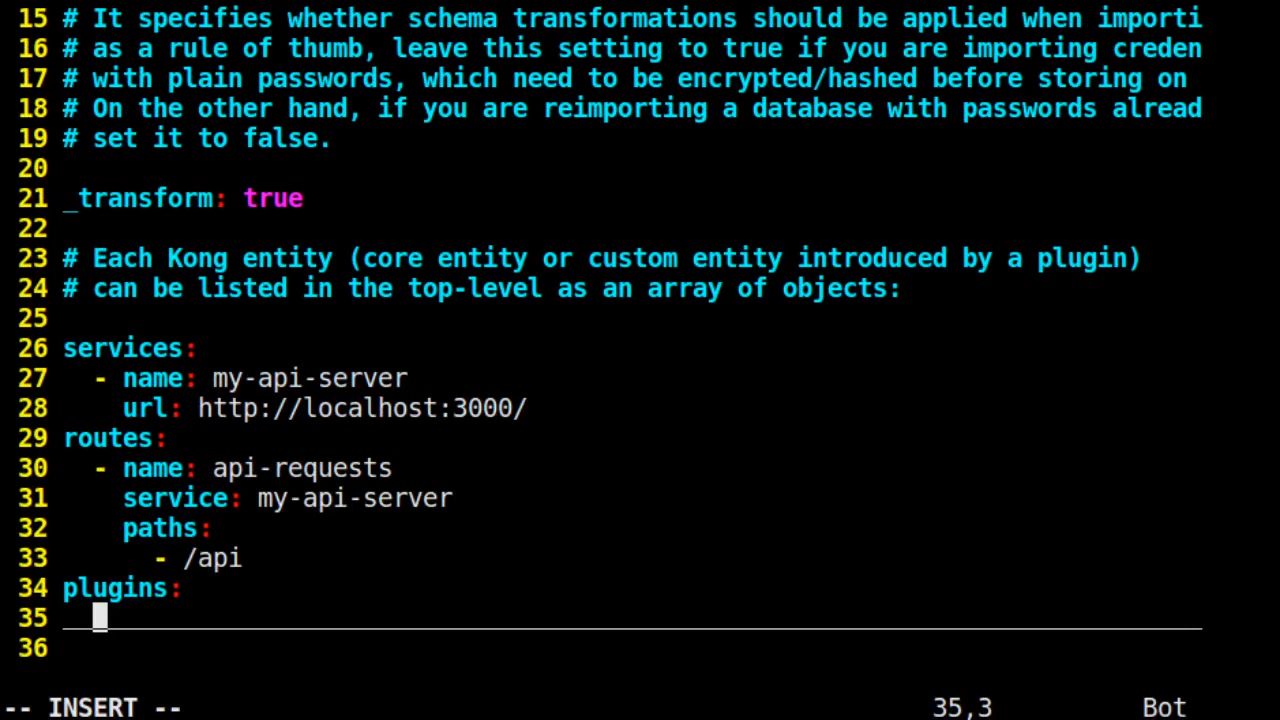 15 # It specifies whether schema transformations should be applied when importi
16 # as a rule of thumb, leave this setting to true if you are importing creden
17 # with plain passwords, which need to be encrypted/hashed before storing on
18 # On the other hand, if you are reimporting a database with passwords alread
19 # set it to false.
20
21 _transform: true
22
23 # Each Kong entity (core entity or custom entity introduced by a plugin)
24 # can be listed in the top-level as an array of objects:
25
26 services:
27   - name: my-api-server
28     url: http://localhost:3000/
29 routes:
30   - name: api-requests
31     service: my-api-server
32     paths:
33       - /api
34 plugins:
35
36
-- INSERT -- 35,3 Bot